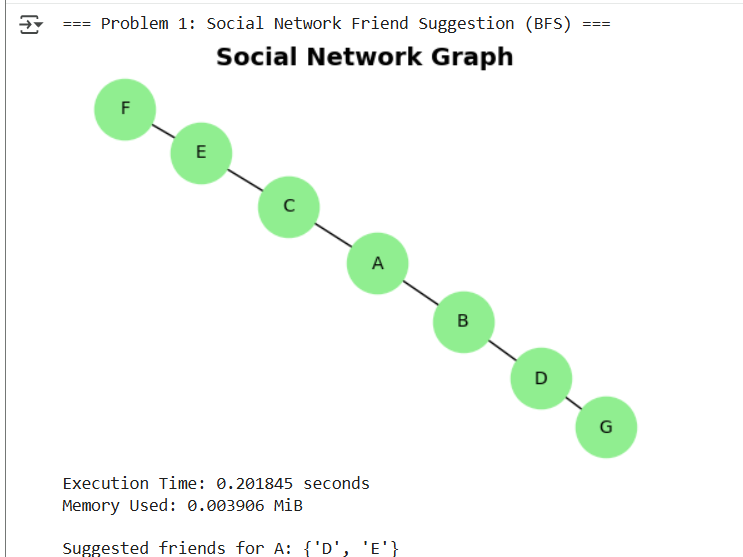 === Problem 1: Social Network Friend Suggestion (BFS) ===
Social Network Graph
F
E
C
A
B
D
G
Execution Time: 0.201845 seconds
Memory Used: 0.003906 MiB
Suggested friends for A: {'D', 'E'}